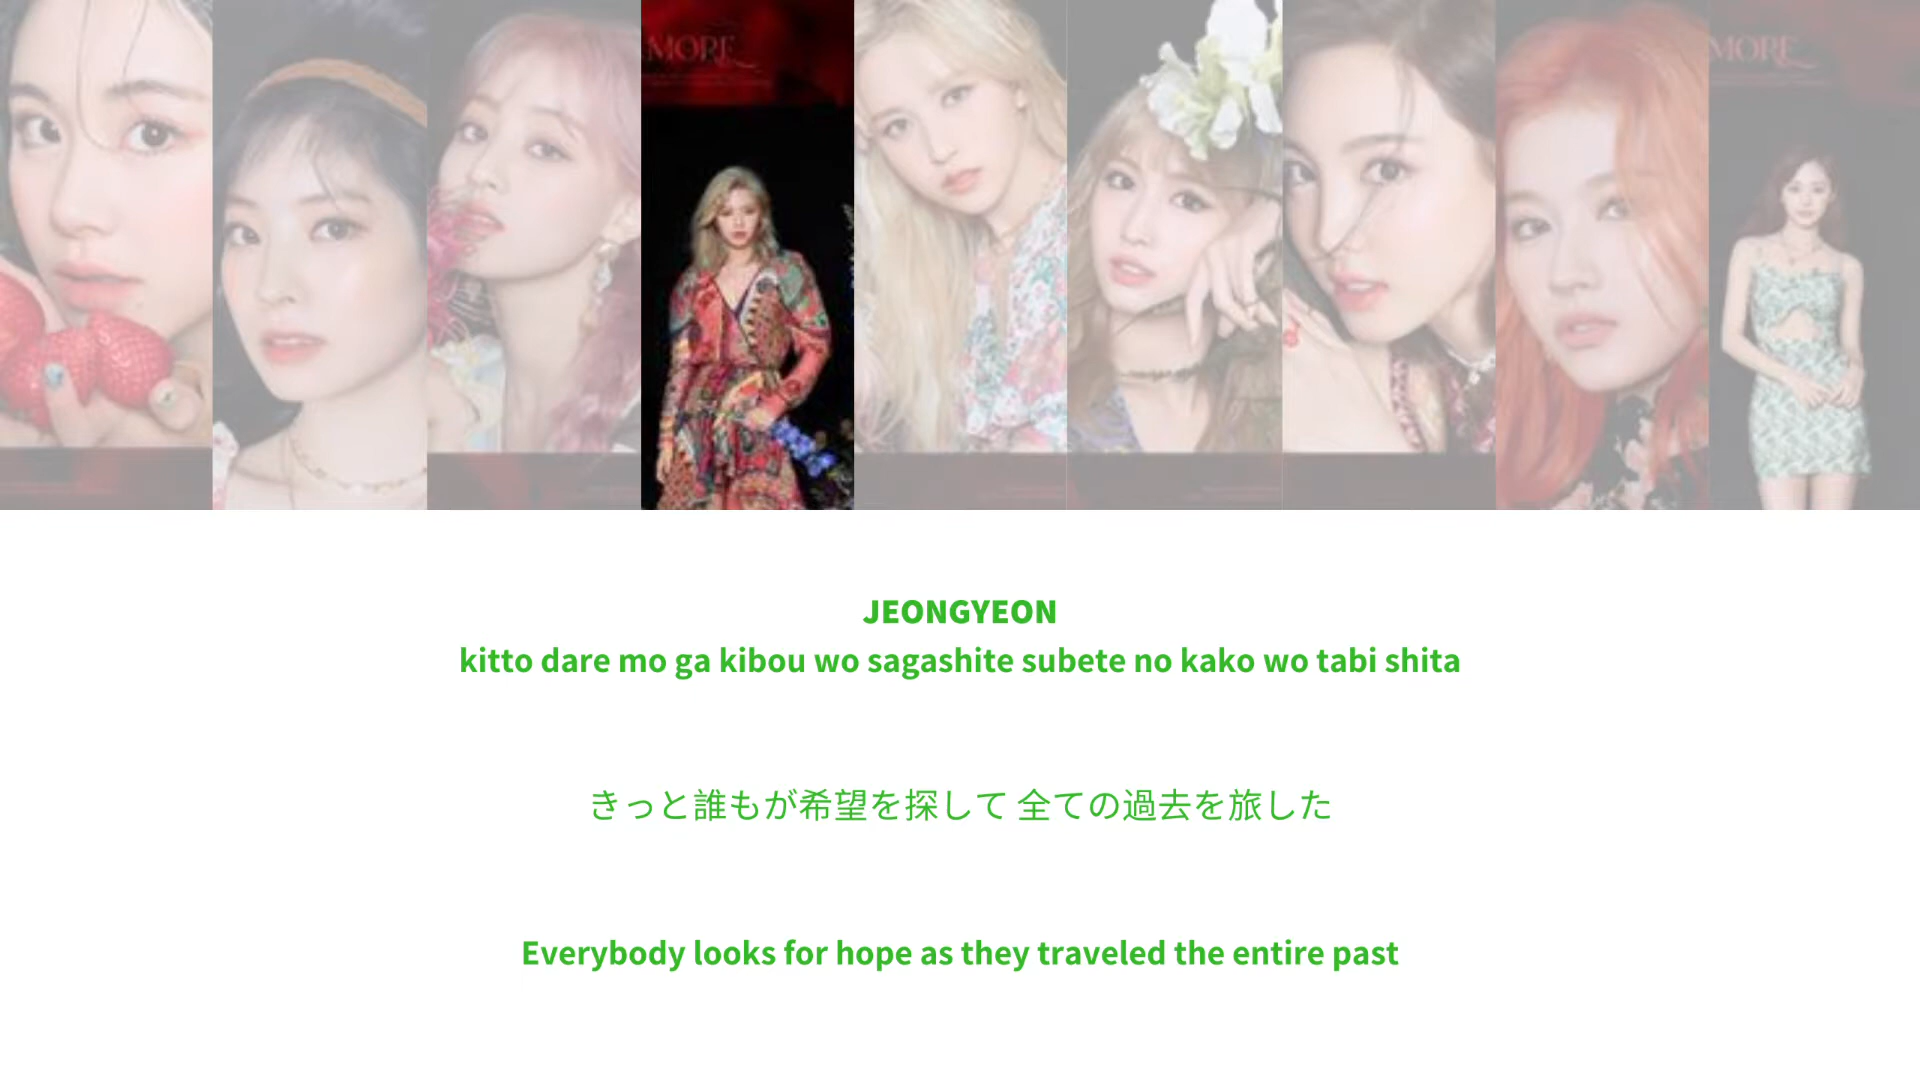 MORE
MORE
JEONGYEON
kitto dare mo ga kibou wo sagashite subete no kako wo tabi shita
きっと誰もが希望を探して 全ての過去を旅した
Everybody looks for hope as they traveled the entire past